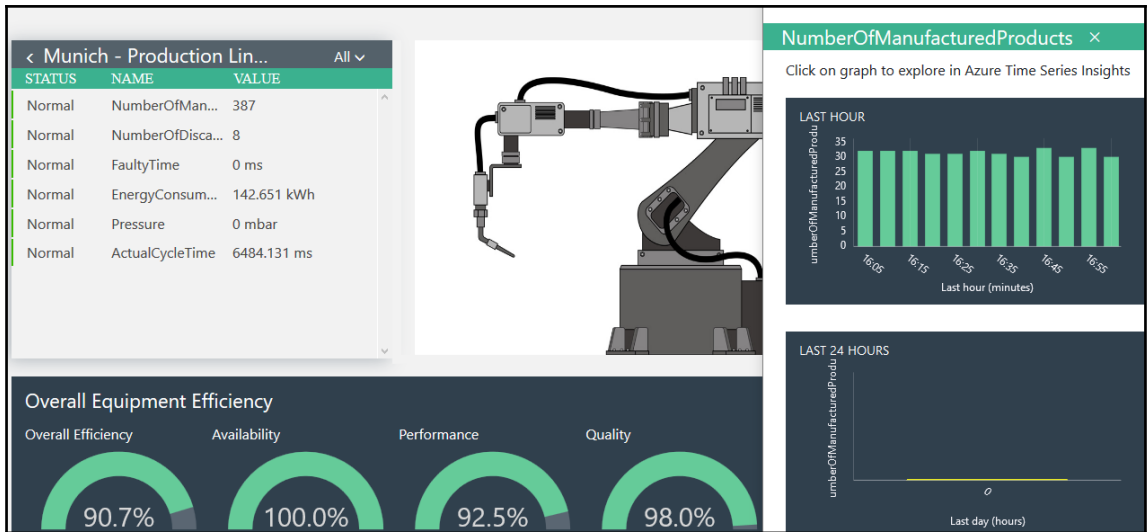 < Munich - Production Lin... All
STATUS NAME VALUE
Normal NumberOfMan... 387
Normal NumberOfDisca... 8
Normal FaultyTime 0 ms
Normal EnergyConsum... 142.651 kWh
Normal Pressure 0 mbar
Normal ActualCycleTime 6484.131 ms
Overall Equipment Efficiency
Overall Efficiency Availability Performance Quality
90.7% 100.0% 92.5% 98.0%
NumberOfManufacturedProducts ×
Click on graph to explore in Azure Time Series Insights
LAST HOUR
umberOfManufacturedProdu
35
30
25
20
15
10
5
0
16:05 16:15 16:25 16:35 16:45 16:55
Last hour (minutes)
LAST 24 HOURS
umberOfManufacturedProdu
0
Last day (hours)